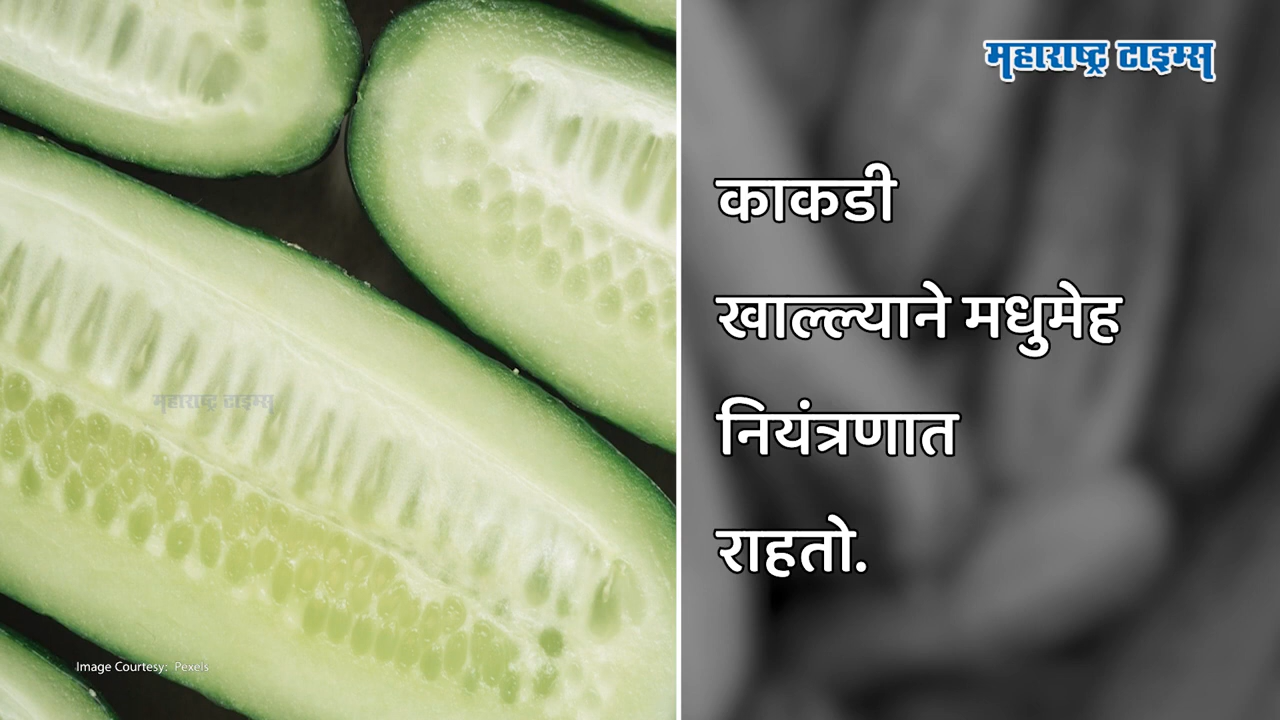 महाराष्ट्र टाइम्स
काकडी
खाल्ल्याने मधुमेह
नियंत्रणात
राहतो.
महाराष्ट्र टाइम्स
Image Courtesy: Pexels